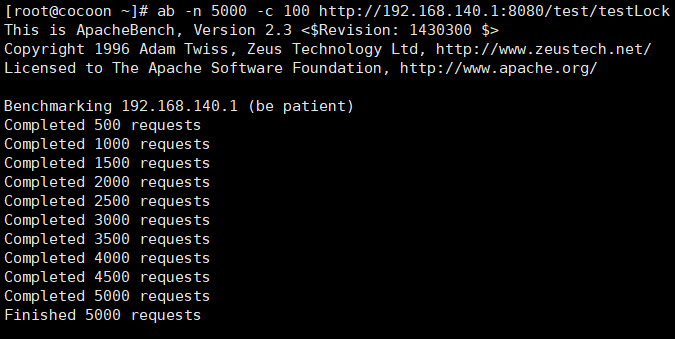 [root@cocoon ~]# ab -n 5000 -c 100 http://192.168.140.1:8080/test/testLock
This is ApacheBench, Version 2.3 <$Revision: 1430300 $>
Copyright 1996 Adam Twiss, Zeus Technology Ltd, http://www.zeustech.net/
Licensed to The Apache Software Foundation, http://www.apache.org/

Benchmarking 192.168.140.1 (be patient)
Completed 500 requests
Completed 1000 requests
Completed 1500 requests
Completed 2000 requests
Completed 2500 requests
Completed 3000 requests
Completed 3500 requests
Completed 4000 requests
Completed 4500 requests
Completed 5000 requests
Finished 5000 requests